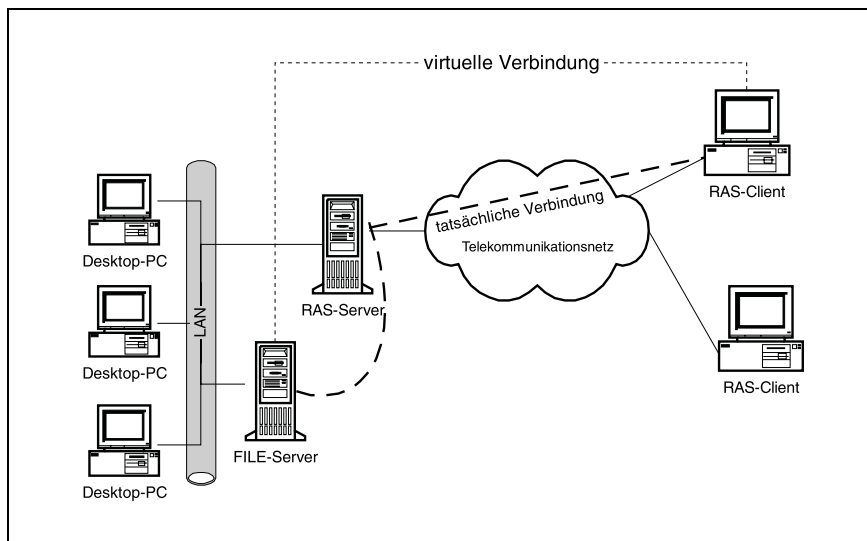 virtuelle Verbindung
RAS-Client
tatsächliche Verbindung
Telekommunikationsnetz
Desktop-PC
RAS-Server
LAN
Desktop-PC
RAS-Client
FILE-Server
Desktop-PC